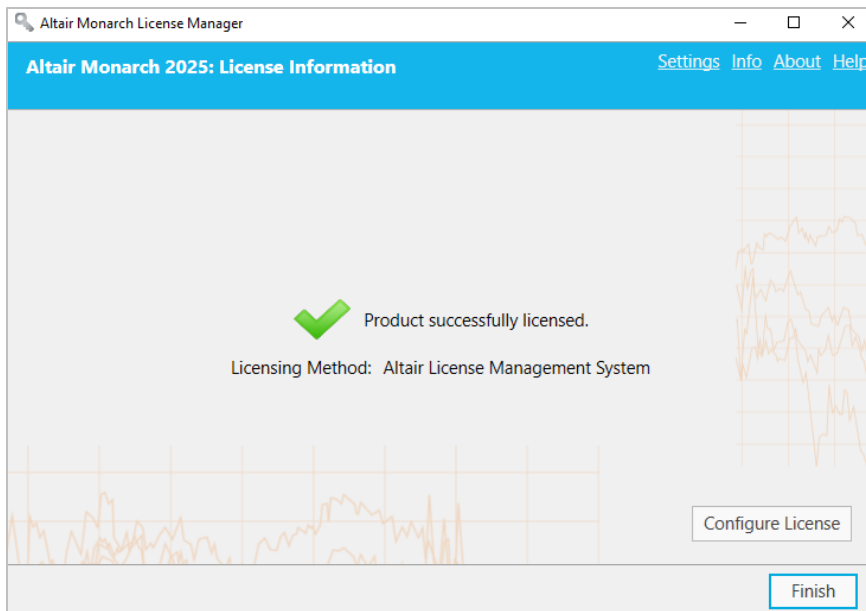 Altair Monarch License Manager
Altair Monarch 2025: License Information
Settings Info About Help
Product successfully licensed.
Licensing Method: Altair License Management System
Configure License
Finish